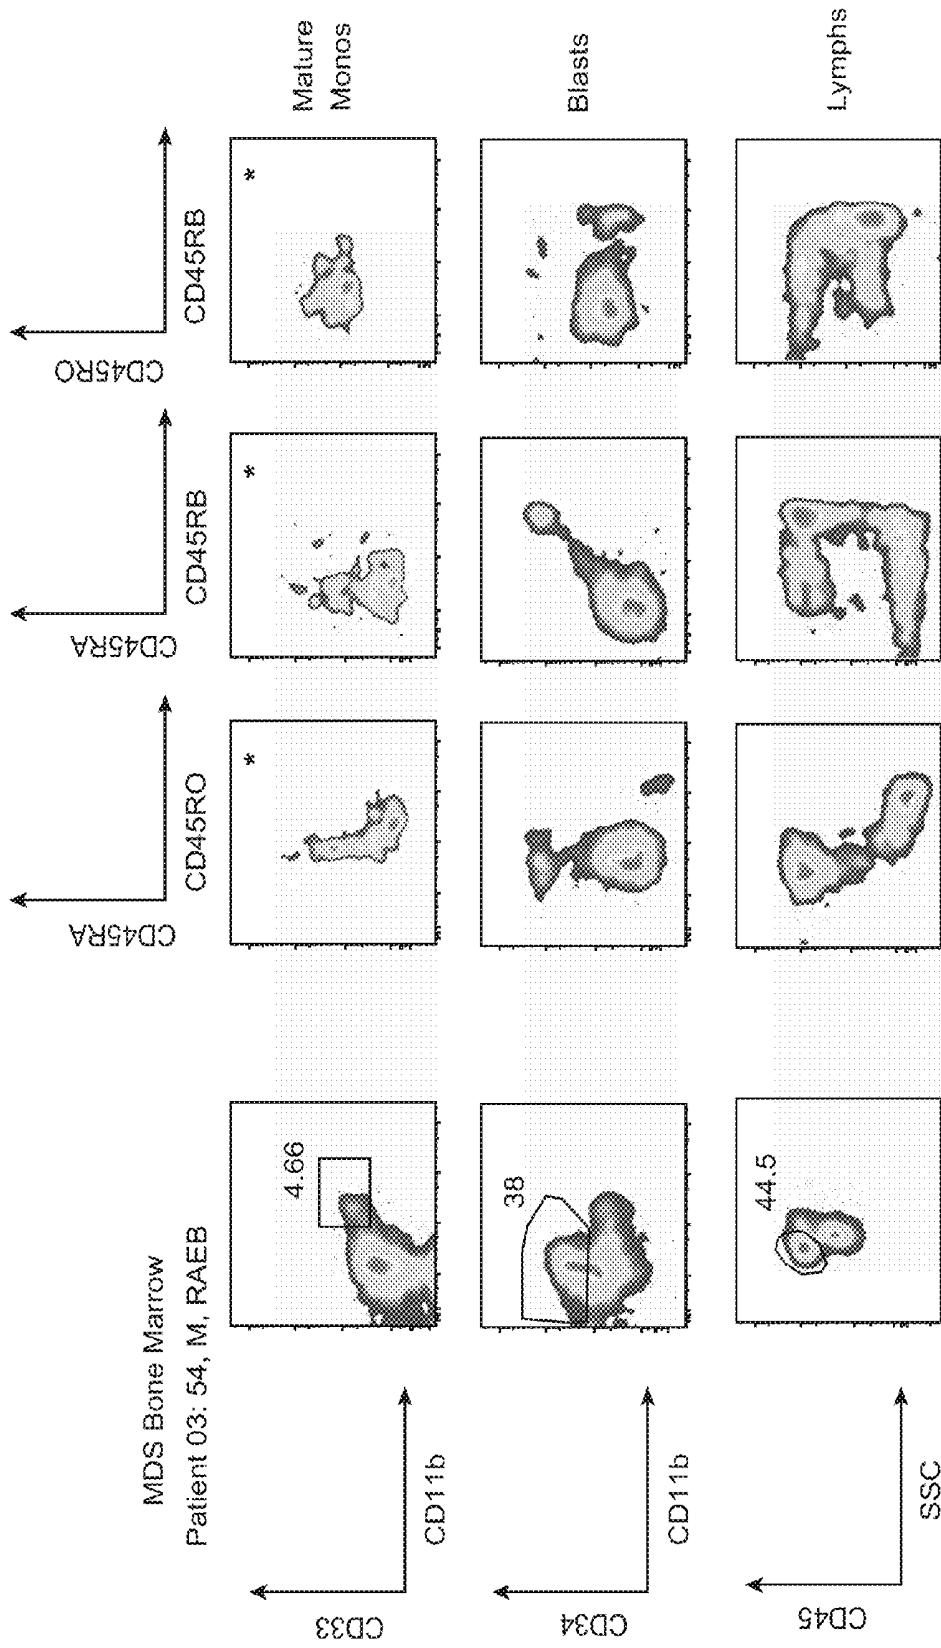 MDS Bone Marrow
Patient 03: 54, M, RAEB
CD45RA
CD45RO
CD45RA
CD45RB
CD45RO
CD45RB
CD33
CD11b
4.66
*
*
*
Mature
Monos
CD34
CD11b
38
Blasts
CD45
SSC
44.5
Lymphs